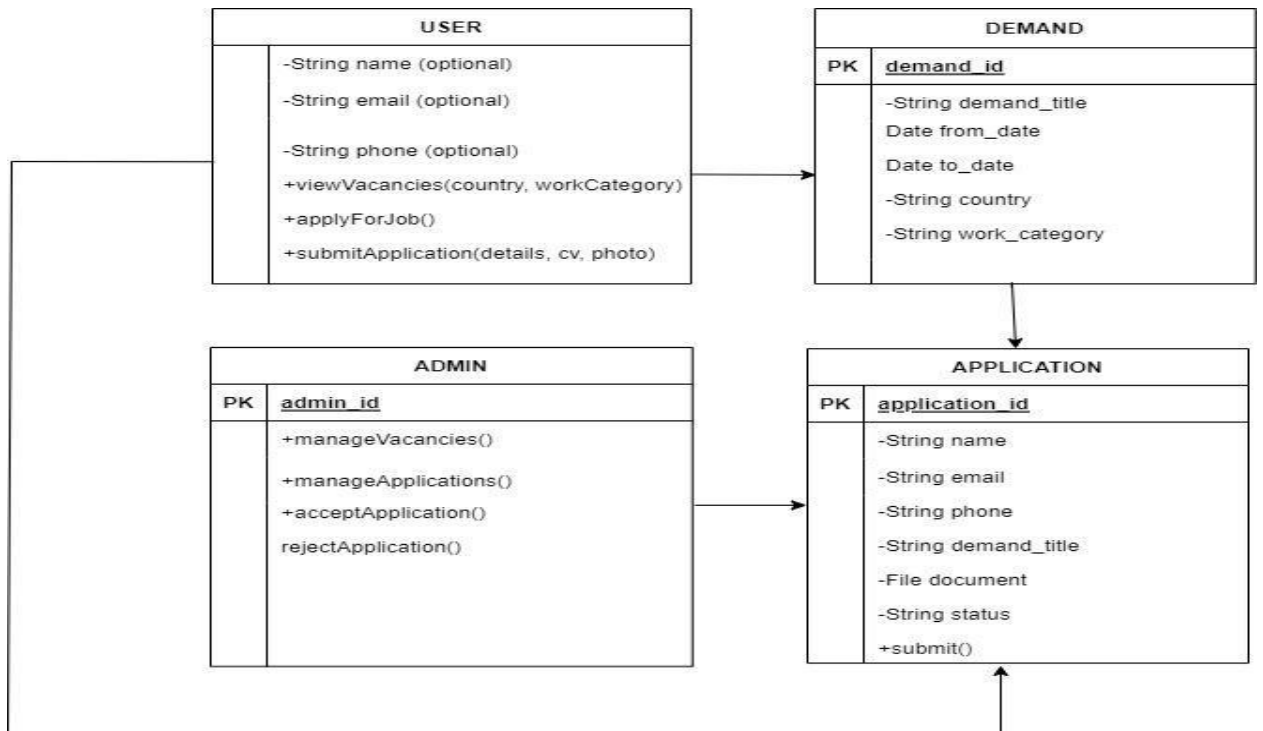 USER
-String name (optional)
-String email (optional)
-String phone (optional)
+viewVacancies(country, workCategory)
+applyForJob()
+submitApplication(details, cv, photo)
DEMAND
PK demand_id
-String demand_title
Date from_date
Date to_date
-String country
-String work_category
ADMIN
PK admin_id
+manageVacancies()
+manageApplications()
+acceptApplication()
rejectApplication()
APPLICATION
PK application_id
-String name
-String email
-String phone
-String demand_title
-File document
-String status
+submit()